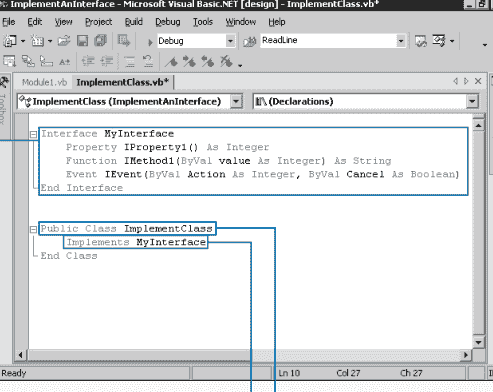 ImplementAnInterface - Microsoft Visual Basic.NET [design] - ImplementClass.vb*
File Edit View Project Build Debug Tools Window Help
Debug ReadLine
Module1.vb ImplementClass.vb*
Toolbox
ImplementClass (ImplementAnInterface) (Declarations)
Interface MyInterface
Property IProperty1() As Integer
Function IMethod1(ByVal value As Integer) As String
Event IEvent(ByVal Action As Integer, ByVal Cancel As Boolean)
End Interface
Public Class ImplementClass
Implements MyInterface
End Class
Ready Ln 10 Col 27 Ch 27